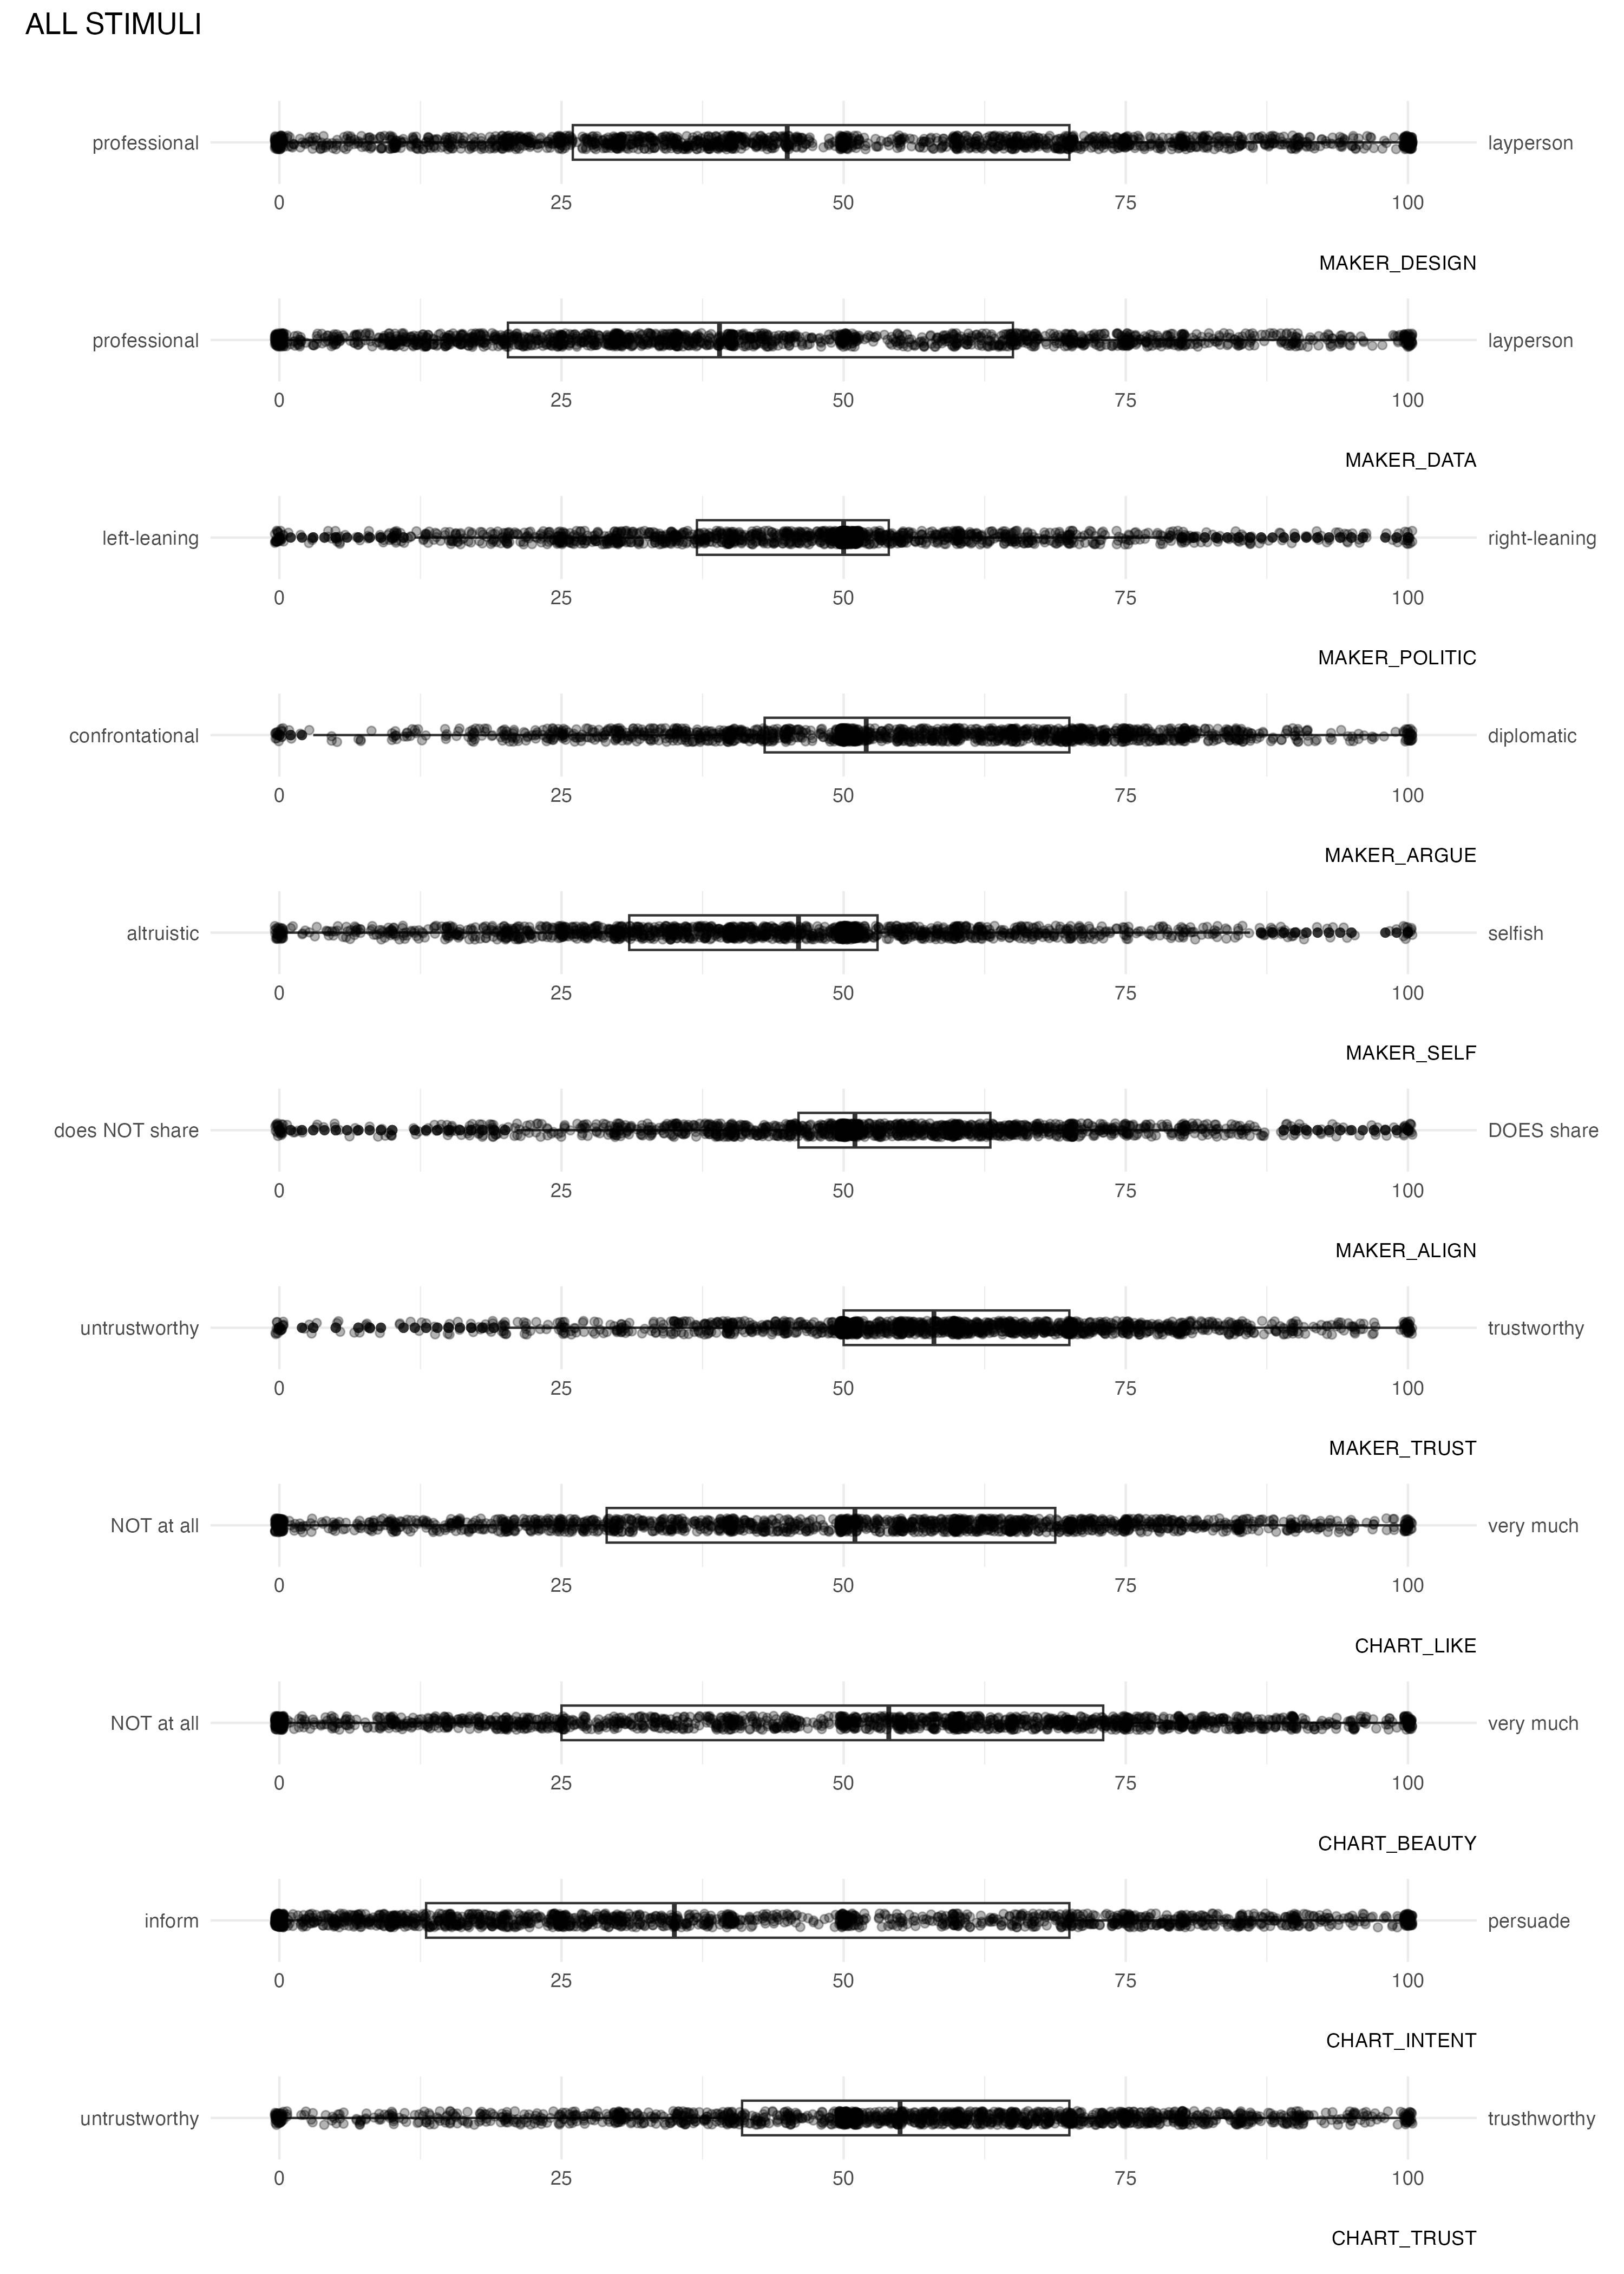 ALL STIMULI
professional layperson
0 25 50 75 100
MAKER_DESIGN
professional layperson
0 25 50 75 100
MAKER_DATA
left-leaning right-leaning
0 25 50 75 100
MAKER_POLITIC
confrontational diplomatic
0 25 50 75 100
MAKER_ARGUE
altruistic selfish
0 25 50 75 100
MAKER_SELF
does NOT share DOES share
0 25 50 75 100
MAKER_ALIGN
untrustworthy trustworthy
0 25 50 75 100
MAKER_TRUST
NOT at all very much
0 25 50 75 100
CHART_LIKE
NOT at all very much
0 25 50 75 100
CHART_BEAUTY
inform persuade
0 25 50 75 100
CHART_INTENT
untrustworthy trusthworthy
0 25 50 75 100
CHART_TRUST